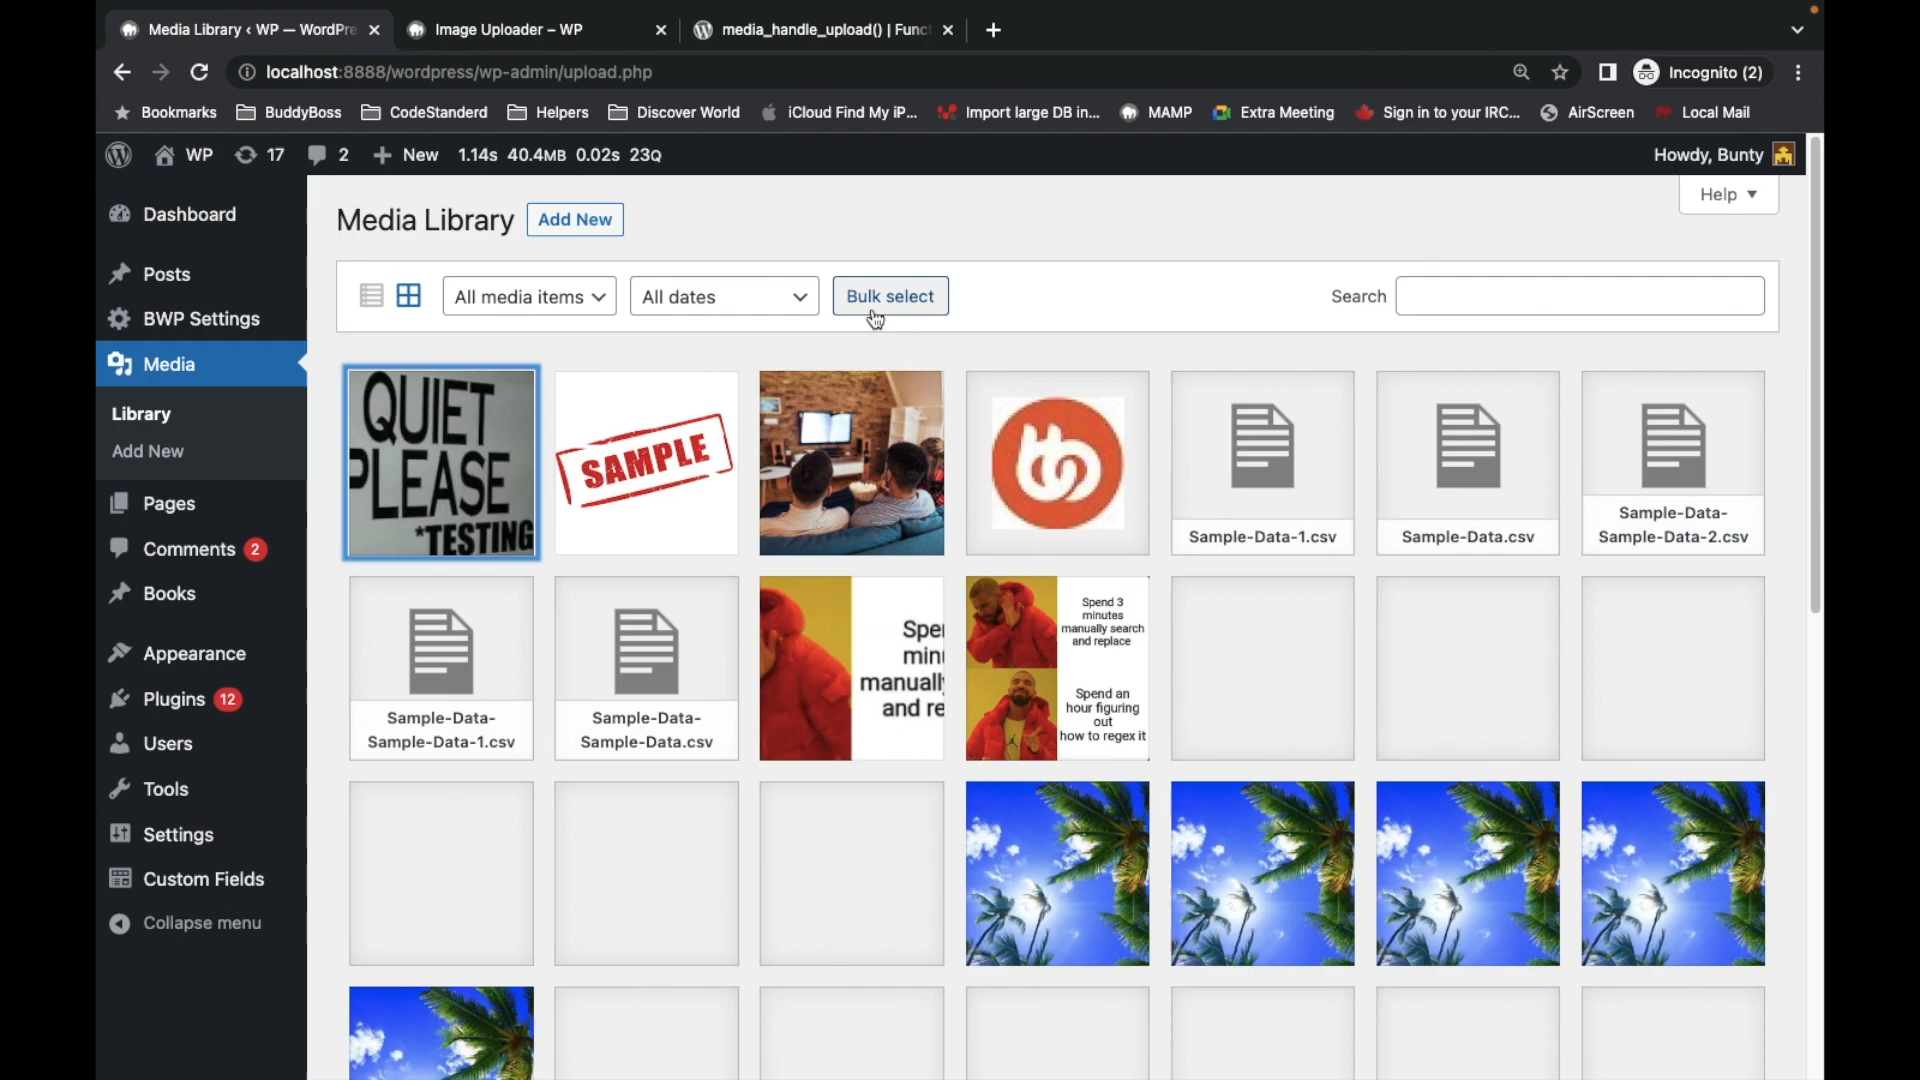 Media Library ‹ WP — WordPre
Image Uploader – WP
media_handle_upload() | Func
localhost:8888/wordpress/wp-admin/upload.php
Incognito (2)
Bookmarks
BuddyBoss
CodeStanderd
Helpers
Discover World
iCloud Find My iP...
Import large DB in...
MAMP
Extra Meeting
Sign in to your IRC...
AirScreen
Local Mail
WP
17
2
New
1.14s 40.4MB 0.02s 23Q
Howdy, Bunty
Dashboard
Posts
BWP Settings
Media
Library
Add New
Pages
Comments 2
Books
Appearance
Plugins 12
Users
Tools
Settings
Custom Fields
Collapse menu
Help
Media Library
Add New
All media items
All dates
Bulk select
Search
QUIET
PLEASE
*TESTING
SAMPLE
Sample-Data-1.csv
Sample-Data.csv
Sample-Data-
Sample-Data-2.csv
Sample-Data-
Sample-Data-1.csv
Sample-Data-
Sample-Data.csv
Spe
min
manually
and re
Spend 3
minutes
manually search
and replace
Spend an
hour figuring
out
how to regex it